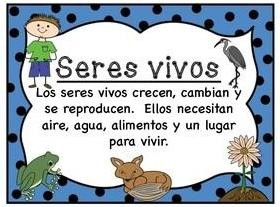 Seres vivos
Los seres vivos crecen, cambian y
se reproducen. Ellos necesitan
aire, agua, alimentos y un lugar
para vivir.